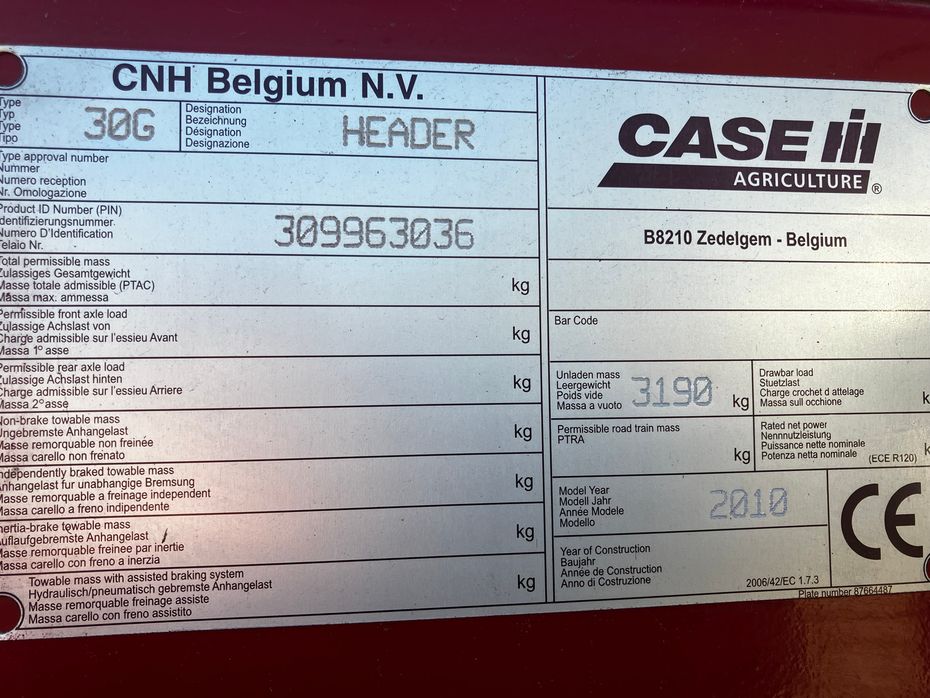 CNH Belgium N.V.
Type
Typ
Type
Tipo
30G
Designation
Bezeichnung
Désignation
Designazione
HEADER
Type approval number
Nummer
Numero reception
Nr. Omologazione
Product ID Number (PIN)
Identifizierungsnummer
Numero D'Identification
Telaio Nr.
309963036
Total permissible mass
Zulassiges Gesamtgewicht
Masse totale admissible (PTAC)
Massa max. ammessa
kg
Permissible front axle load
Zulassige Achslast von
Charge admissible sur l'essieu Avant
Massa 1° asse
kg
Permissible rear axle load
Zulassige Achslast hinten
Charge admissible sur l'essieu Arriere
Massa 2° asse
kg
Non-brake towable mass
Ungebremste Anhangelast
Masse remorquable non freinée
Massa carello non frenato
kg
Independently braked towable mass
Anhangelast fur unabhangige Bremsung
Masse remorquable a freinage independent
Massa carello a freno indipendente
kg
Inertia-brake towable mass
Auflaufgebremste Anhangelast
Masse remorquable freinee par inertie
Massa carello con freno a inerzia
kg
Towable mass with assisted braking system
Hydraulisch/pneumatisch gebremste Anhangelast
Masse remorquable freinage assiste
Massa carello con freno assistito
kg
CASE IH
AGRICULTURE ®
B8210 Zedelgem - Belgium
Bar Code
Unladen mass
Leergewicht
Poids vide
Massa a vuoto
3190 kg
Drawbar load
Stuetzlast
Charge crochet d attelage
Massa sull occhione
Permissible road train mass
PTRA
kg
Rated net power
Nennnutzleistung
Puissance nette nominale
Potenza netta nominale
(ECE R120)
Model Year
Modell Jahr
Année Modele
Modello
2010
Year of Construction
Baujahr
Année de Construction
Anno di Costruzione
2006/42/EC 1.7.3
CE
Plate number 87664487